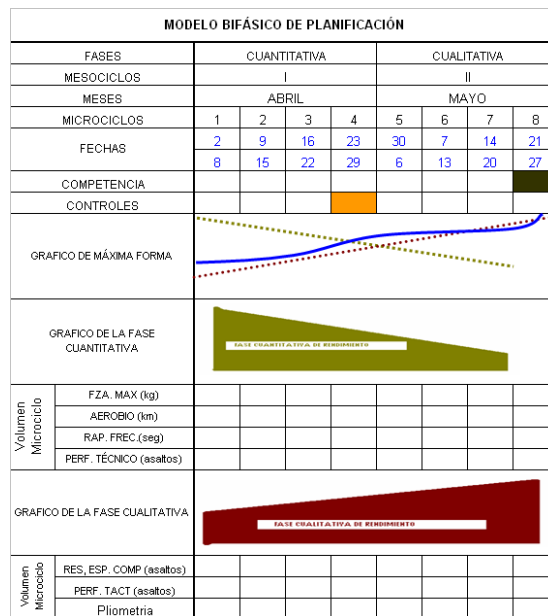 MODELO BIFÁSICO DE PLANIFICACIÓN
FASES CUANTITATIVA CUALITATIVA
MESOCICLOS I II
MESES ABRIL MAYO
MICROCICLOS 1 2 3 4 5 6 7 8
FECHAS
2 9 16 23 30 7 14 21
8 15 22 29 6 13 20 27
COMPETENCIA
CONTROLES
GRAFICO DE MÁXIMA FORMA
GRAFICO DE LA FASE
CUANTITATIVA
FASE CUANTITATIVA DE RENDIMIENTO
Volumen
Microciclo
FZA. MAX (kg)
AEROBIO (km)
RAP. FREC.(seg)
PERF. TÉCNICO (asaltos)
GRAFICO DE LA FASE CUALITATIVA
FASE CUALITATIVA DE RENDIMIENTO
Volumen
Microciclo
RES, ESP. COMP (asaltos)
PERF. TACT (asaltos)
Pliometria